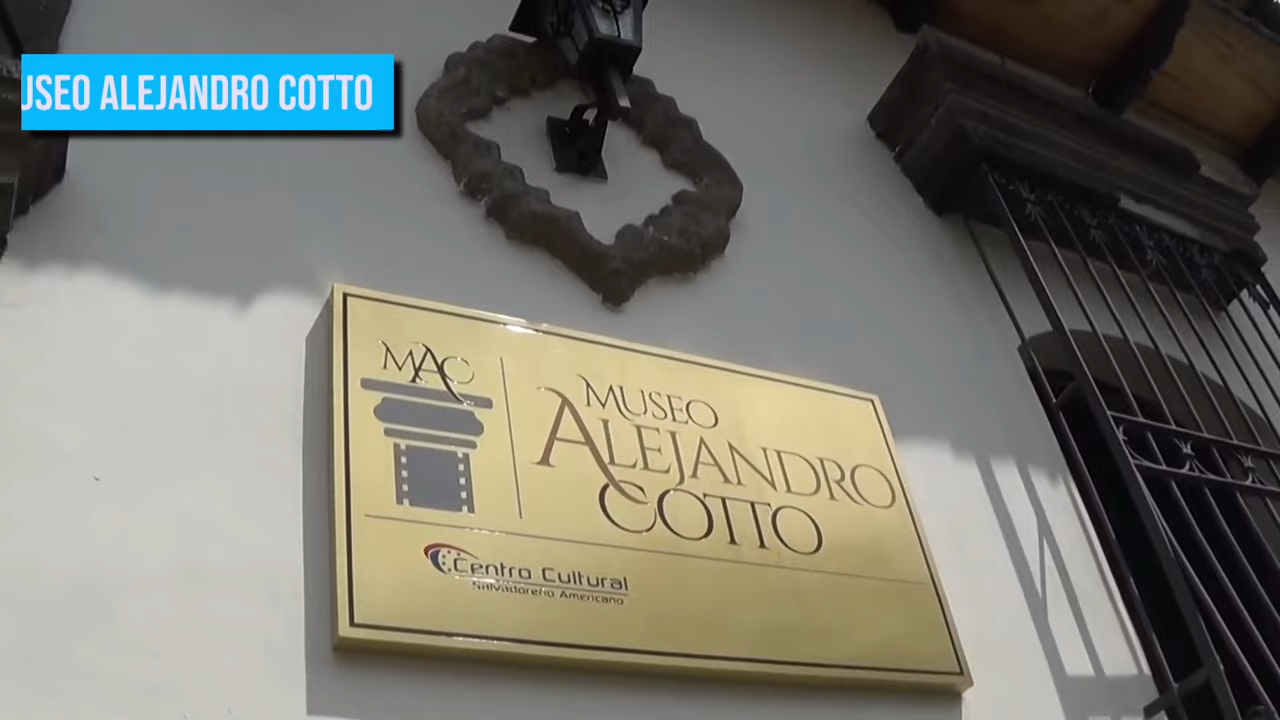 USEO ALEJANDRO COTTO
MAC
MUSEO
ALEJANDRO
COTTO
Centro Cultural
Salvadoreño Americano